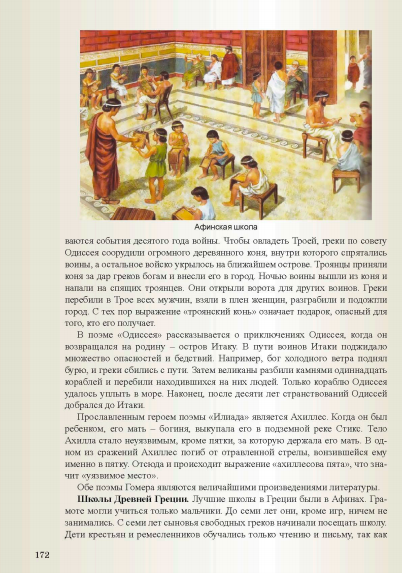 Афинская школа
ваются события десятого года войны. Чтобы овладеть Троей, греки по совету
Одиссея соорудили огромного деревянного коня, внутри которого спрятались
воины, а остальное войско укрылось на ближайшем острове. Троянцы приняли
коня за дар греков богам и внесли его в город. Ночью воины вышли из коня и
напали на спящих троянцев. Они открыли ворота для других воинов. Греки
перебили в Трое всех мужчин, взяли в плен женщин, разграбили и подожгли
город. С тех пор выражение «троянский конь» означает подарок, опасный для
того, кто его получает.
В поэме «Одиссея» рассказывается о приключениях Одиссея, когда он
возвращался на родину – остров Итаку. В пути воинов Итаки поджидало
множество опасностей и бедствий. Например, бог холодного ветра поднял
бурю, и греки сбились с пути. Затем великаны разбили камнями одиннадцать
кораблей и перебили находившихся на них людей. Только кораблю Одиссея
удалось уплыть в море. Наконец, после десяти лет странствований Одиссей
добрался до Итаки.
Прославленным героем поэмы «Илиада» является Ахиллес. Когда он был
ребенком, его мать – богиня, выкупала его в подземной реке Стикс. Тело
Ахилла стало неуязвимым, кроме пятки, за которую держала его мать. В од-
ном из сражений Ахиллес погиб от отравленной стрелы, вонзившейся ему
именно в пятку. Отсюда и происходит выражение «ахиллесова пята», что зна-
чит «уязвимое место».
Обе поэмы Гомера являются величайшими произведениями литературы.
Школы Древней Греции. Лучшие школы в Греции были в Афинах. Гра-
моте могли учиться только мальчики. До семи лет они, кроме игр, ничем не
занимались. С семи лет сыновья свободных греков начинали посещать школу.
Дети крестьян и ремесленников обучались только чтению и письму, так как
172